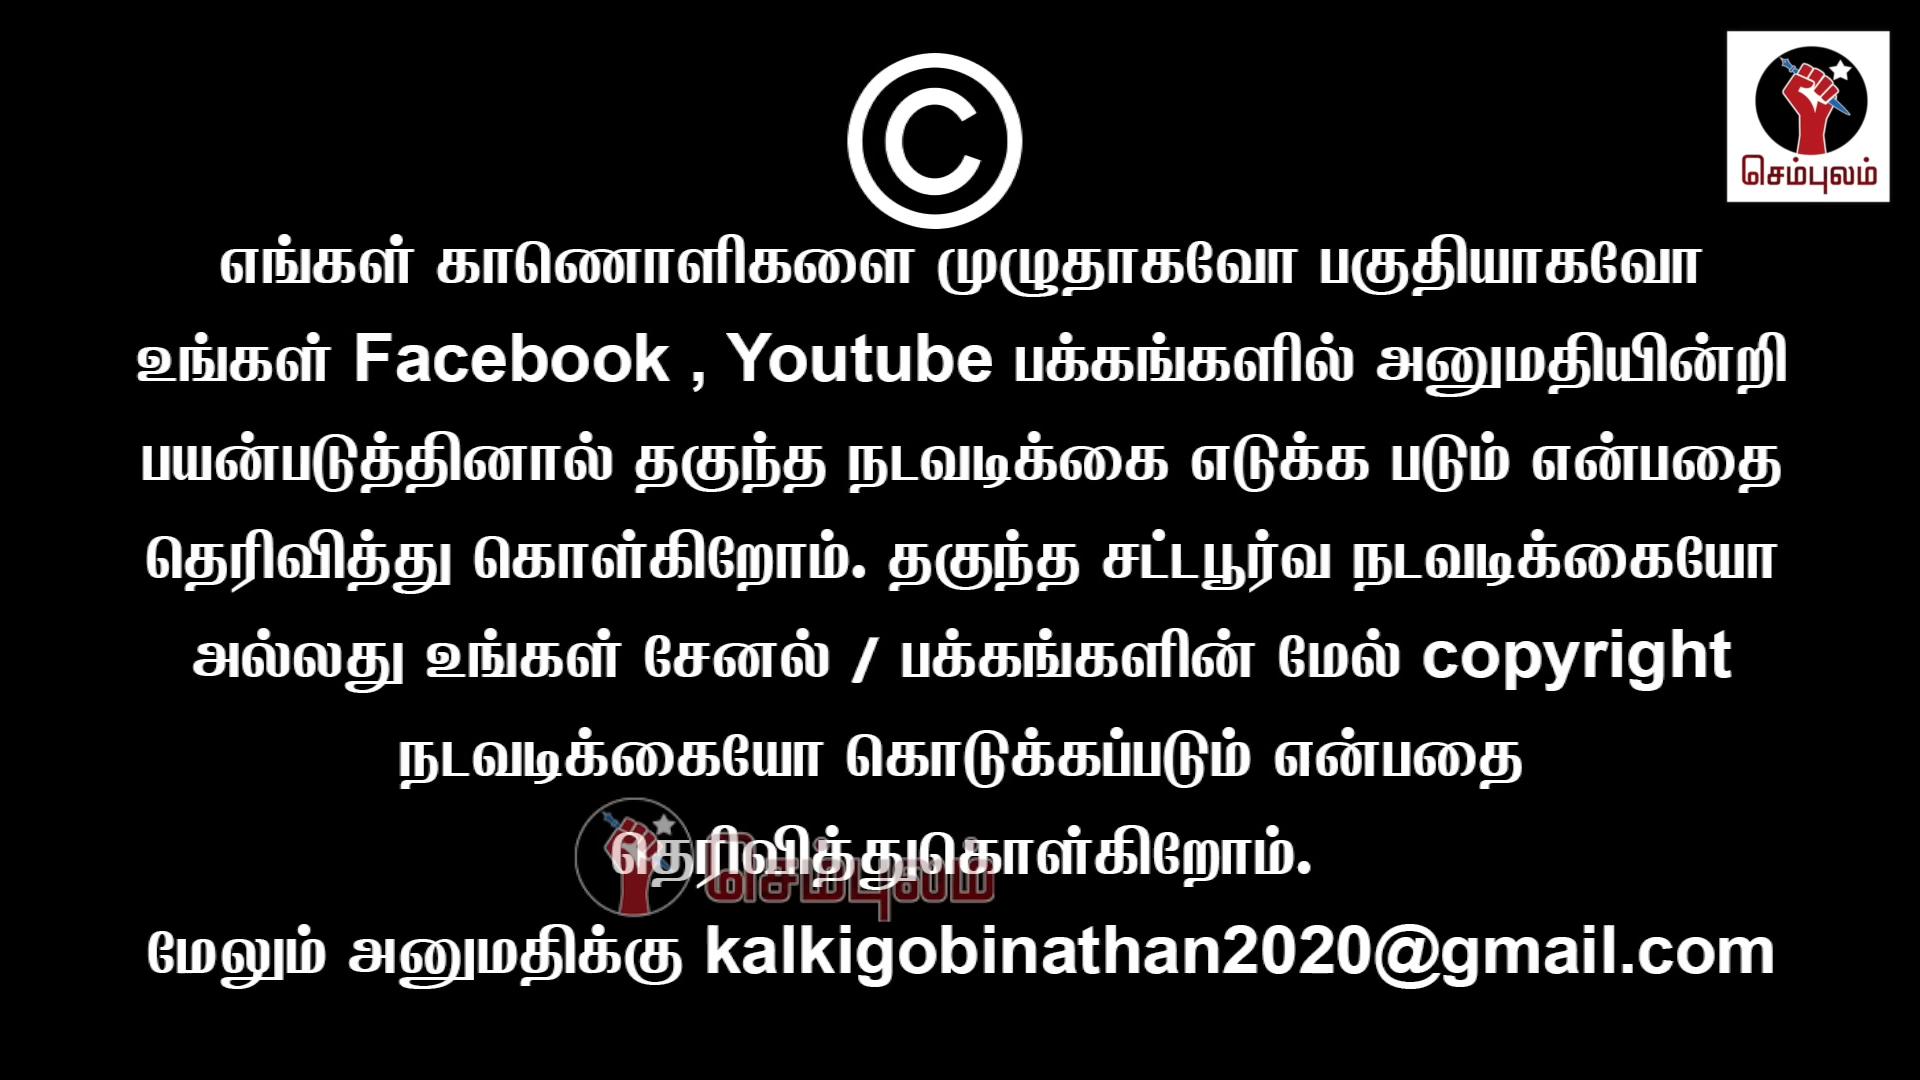 ©
செம்புலம்
எங்கள் காணொளிகளை முழுதாகவோ பகுதியாகவோ
உங்கள் Facebook , Youtube பக்கங்களில் அனுமதியின்றி
பயன்படுத்தினால் தகுந்த நடவடிக்கை எடுக்க படும் என்பதை
தெரிவித்து கொள்கிறோம். தகுந்த சட்டபூர்வ நடவடிக்கையோ
அல்லது உங்கள் சேனல் / பக்கங்களின் மேல் copyright
நடவடிக்கையோ கொடுக்கப்படும் என்பதை
தெரிவித்துகொள்கிறோம்.
செம்புலம்
மேலும் அனுமதிக்கு kalkigobinathan2020@gmail.com